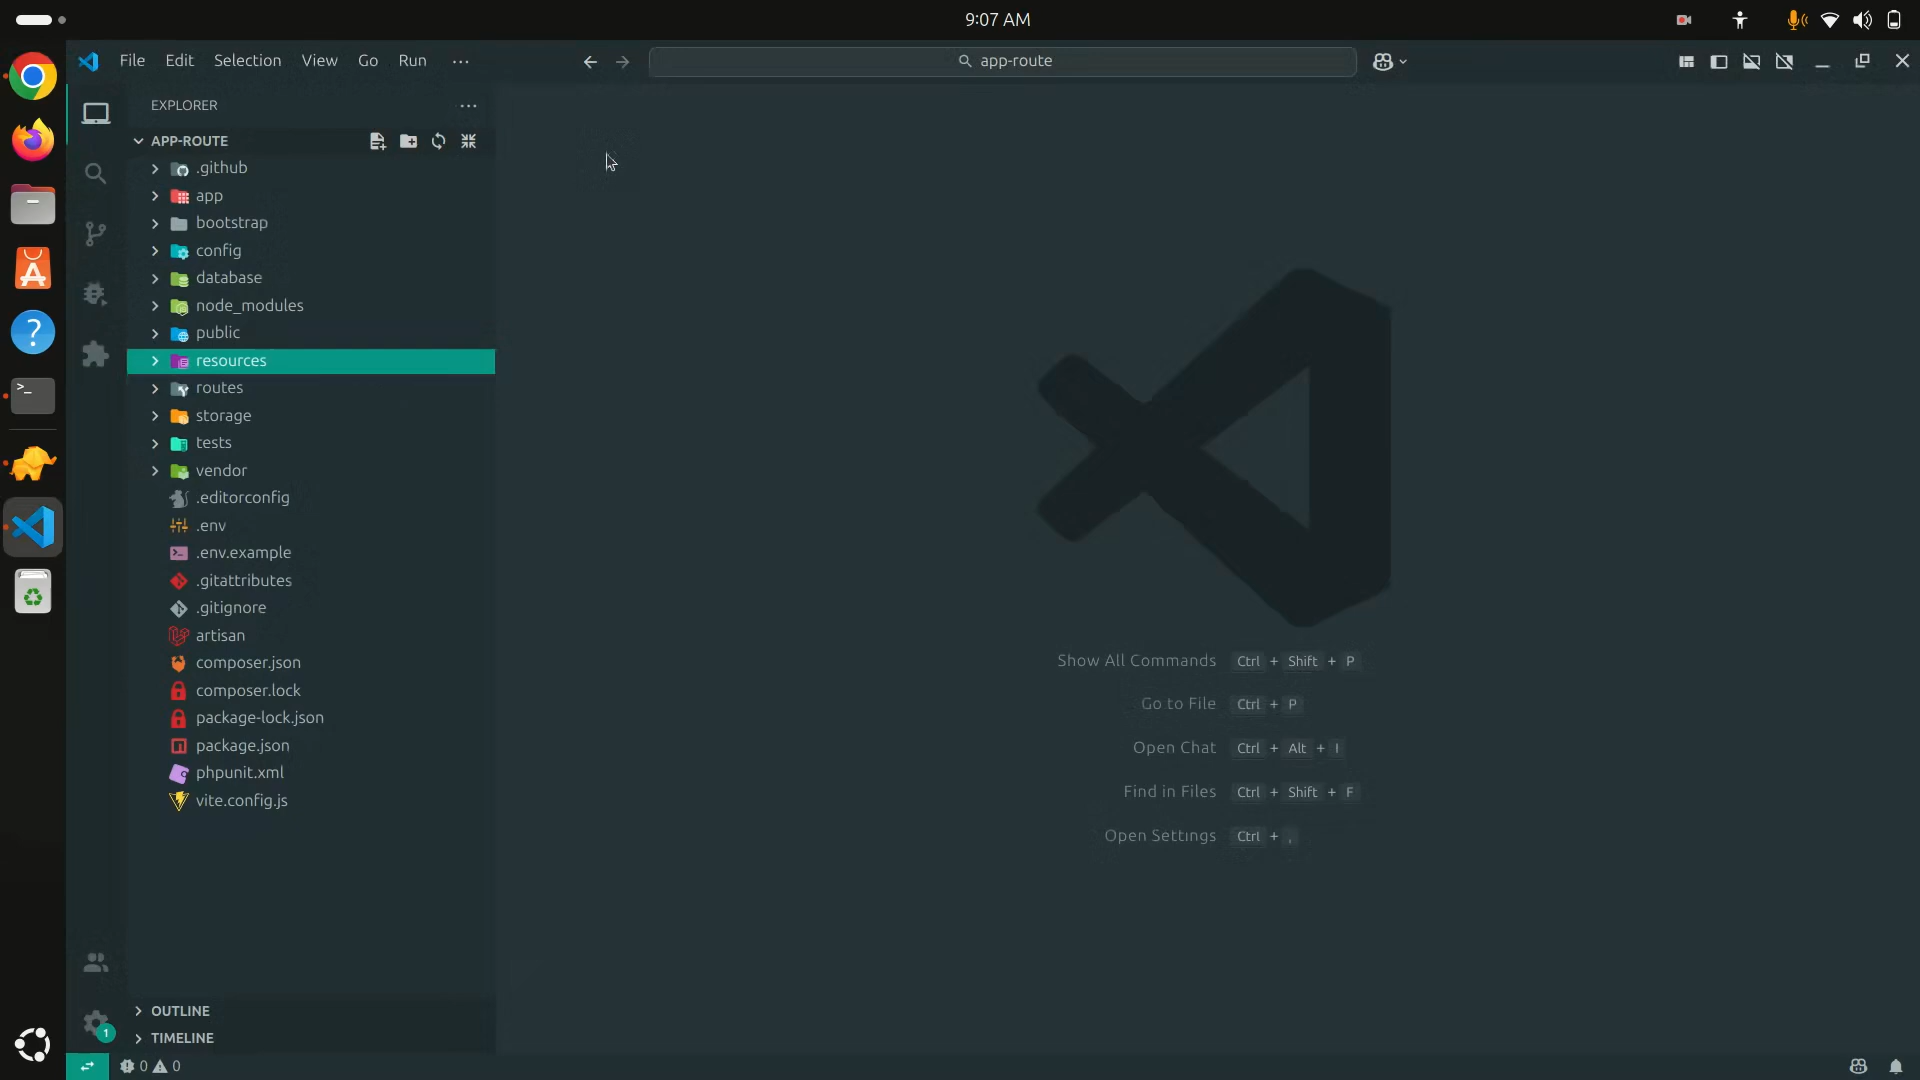 9:07 AM
File Edit Selection View Go Run ···
app-route
EXPLORER
APP-ROUTE
.github
app
bootstrap
config
database
node_modules
public
resources
routes
storage
tests
vendor
.editorconfig
.env
.env.example
.gitattributes
.gitignore
artisan
composer.json
composer.lock
package-lock.json
package.json
phpunit.xml
vite.config.js
Show All Commands Ctrl + Shift + P
Go to File Ctrl + P
Open Chat Ctrl + Alt + I
Find in Files Ctrl + Shift + F
Open Settings Ctrl + ,
OUTLINE
1
TIMELINE
0 0